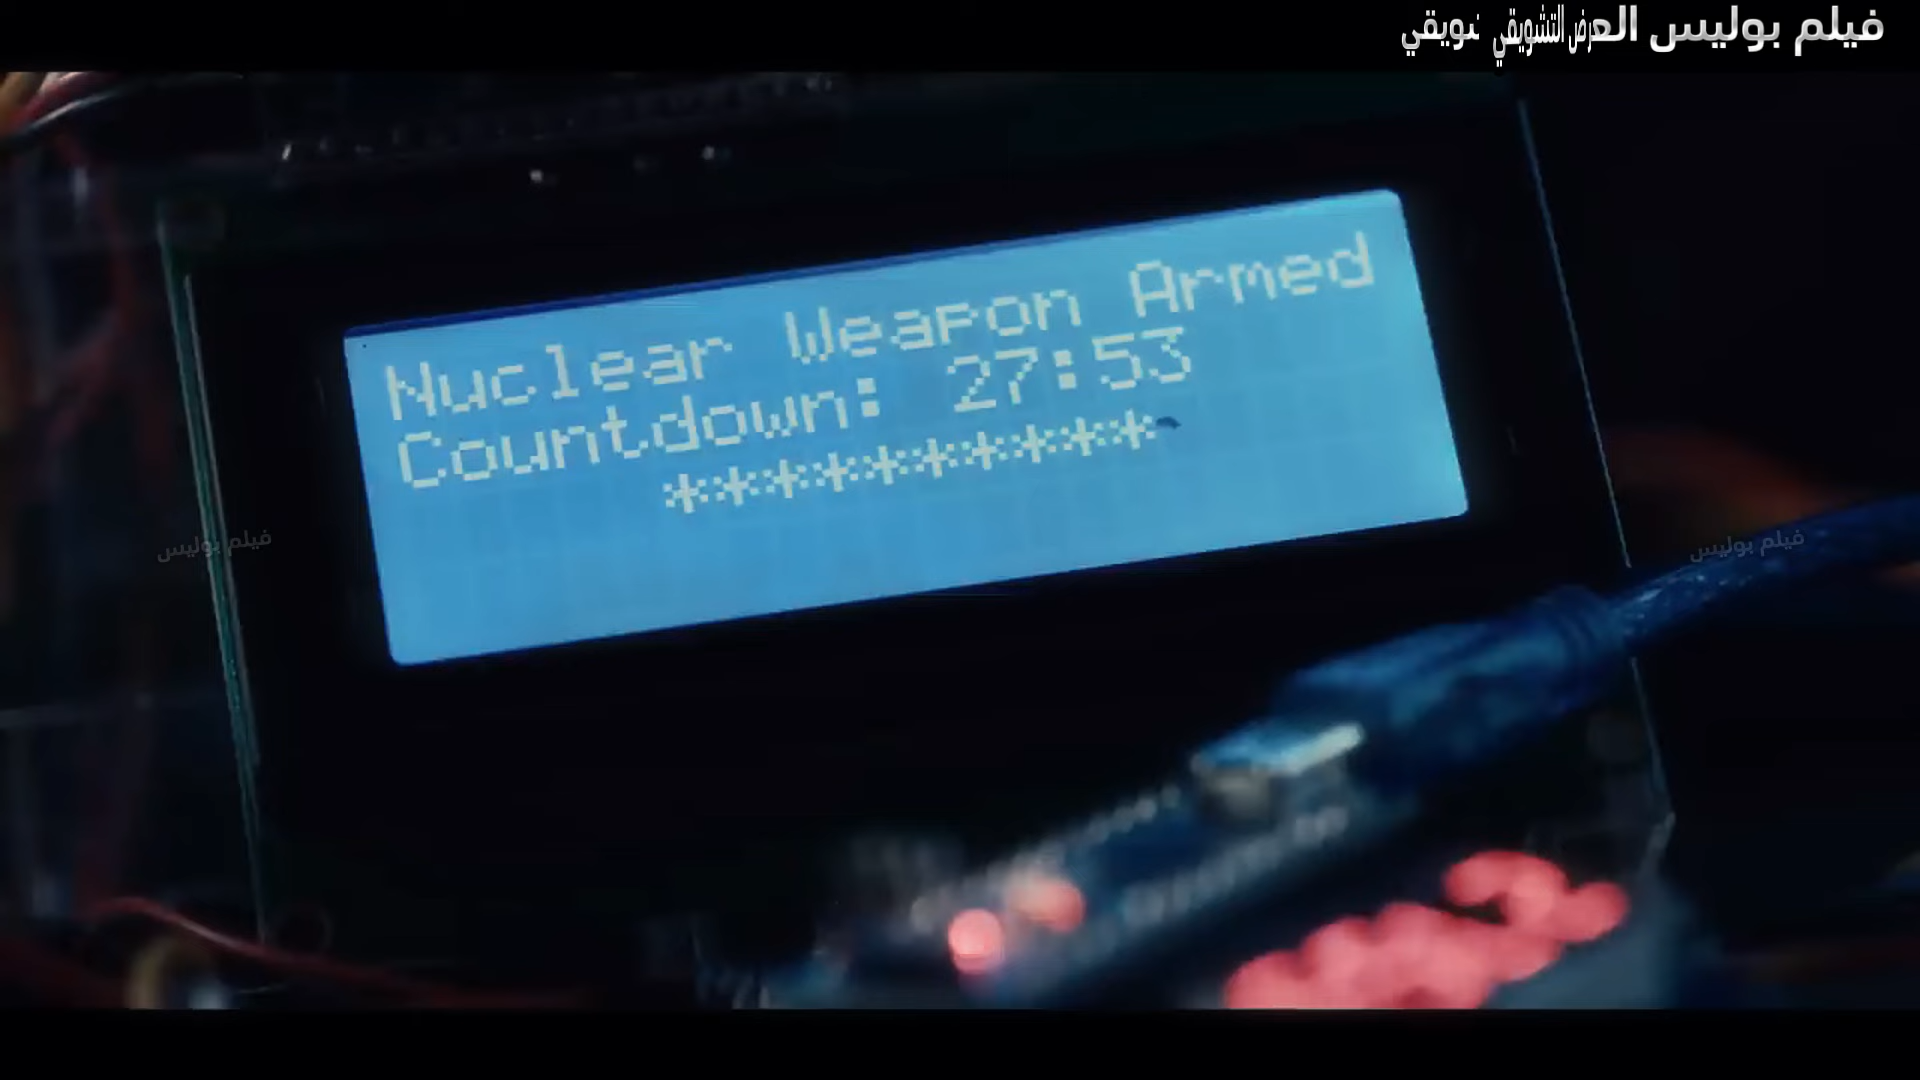 فيلم بوليس العرض التشويقي
Nuclear Weapon Armed
Countdown: 27:53
**********
فيلم بوليس
فيلم بوليس